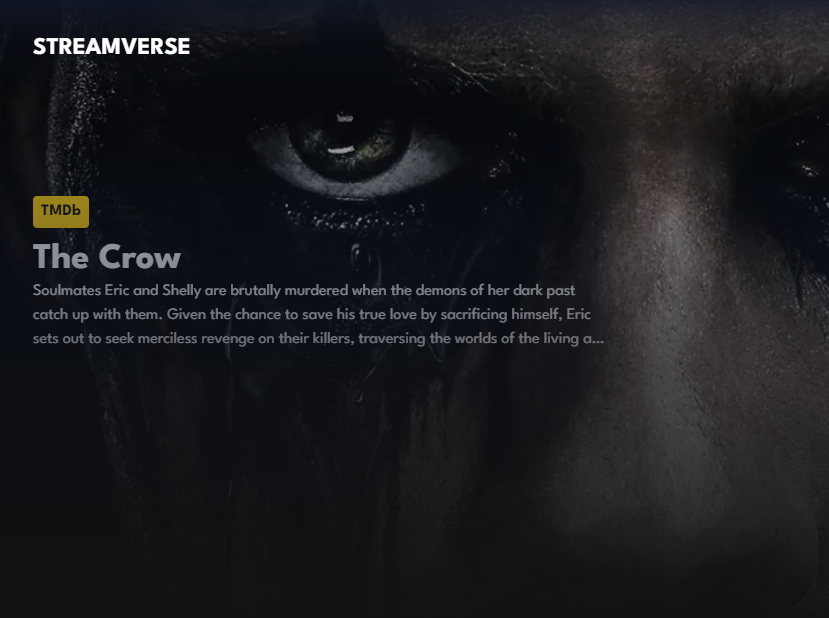 STREAMVERSE
TMDb
The Crow
Soulmates Eric and Shelly are brutally murdered when the demons of her dark past
catch up with them. Given the chance to save his true love by sacrificing himself, Eric
sets out to seek merciless revenge on their killers, traversing the worlds of the living a...